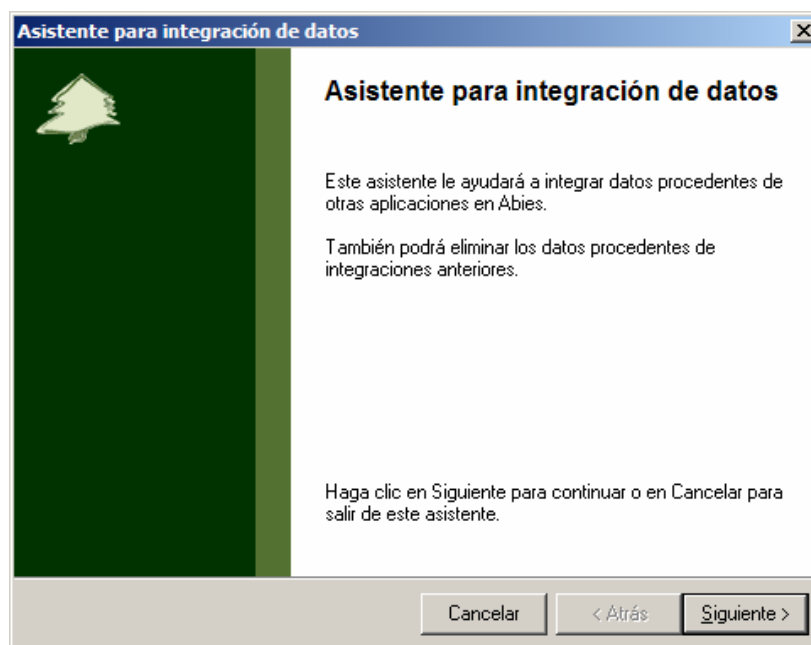 Asistente para integración de datos
Asistente para integración de datos
Este asistente le ayudará a integrar datos procedentes de
otras aplicaciones en Abies.
También podrá eliminar los datos procedentes de
integraciones anteriores.
Haga clic en Siguiente para continuar o en Cancelar para
salir de este asistente.
Cancelar
< Atrás
Siguiente >